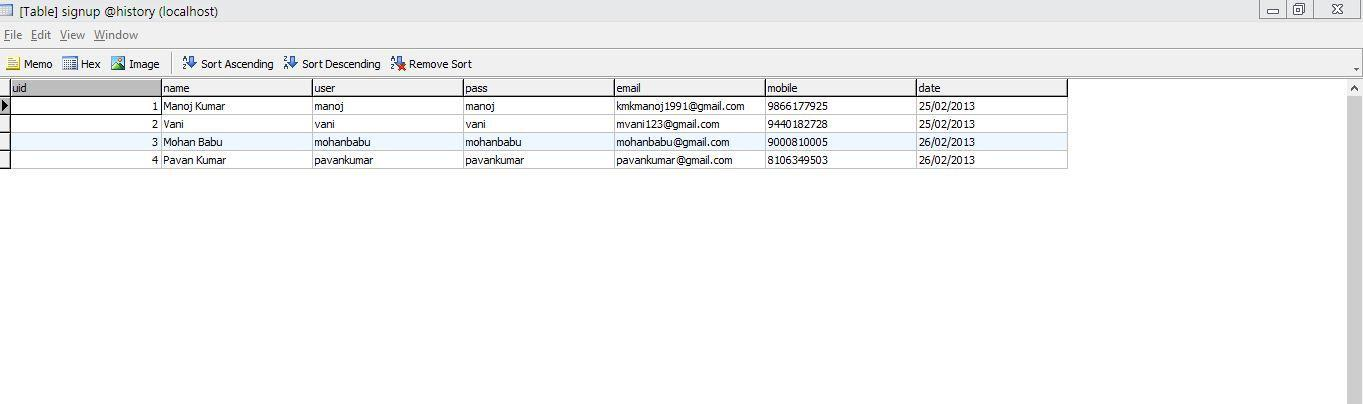 [Table] signup @history (localhost)
File Edit View Window
Memo Hex Image Sort Ascending Sort Descending Remove Sort
uid name user pass email mobile date
1 Manoj Kumar manoj manoj kmkmanoj1991@gmail.com 9866177925 25/02/2013
2 Vani vani vani mvani123@gmail.com 9440182728 25/02/2013
3 Mohan Babu mohanbabu mohanbabu mohanbabu@gmail.com 9000810005 26/02/2013
4 Pavan Kumar pavankumar pavankumar pavankumar@gmail.com 8106349503 26/02/2013